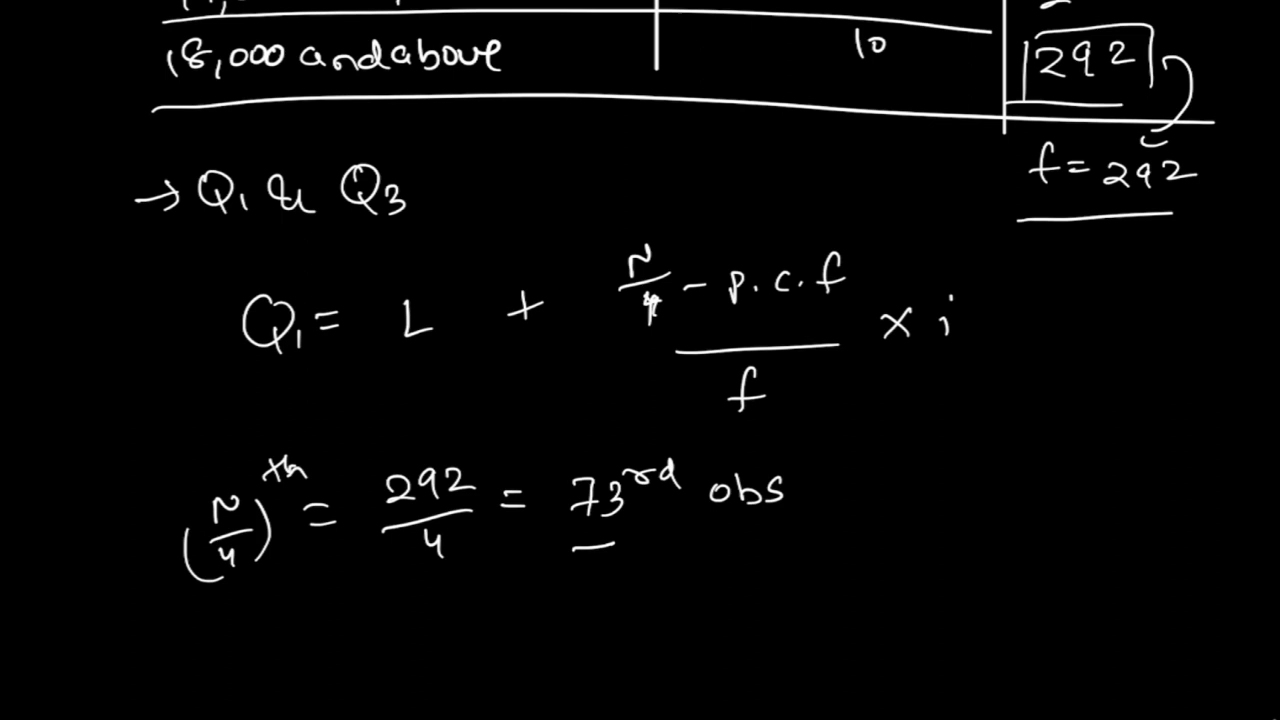 18,000 and above 10 292
f = 292
→ Q₁ & Q₃
Q₁ = L + (N/4 - p.c.f)/f × i
(N/4)ᵗʰ = 292/4 = 73ʳᵈ obs